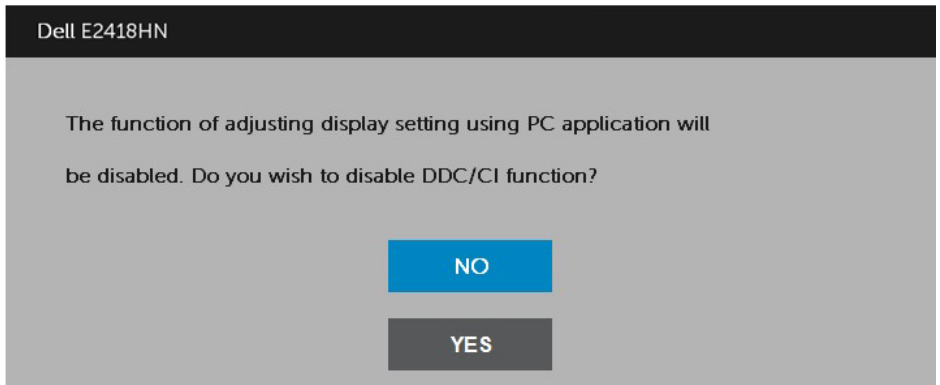 Dell E2418HN
The function of adjusting display setting using PC application will
be disabled. Do you wish to disable DDC/CI function?
NO
YES